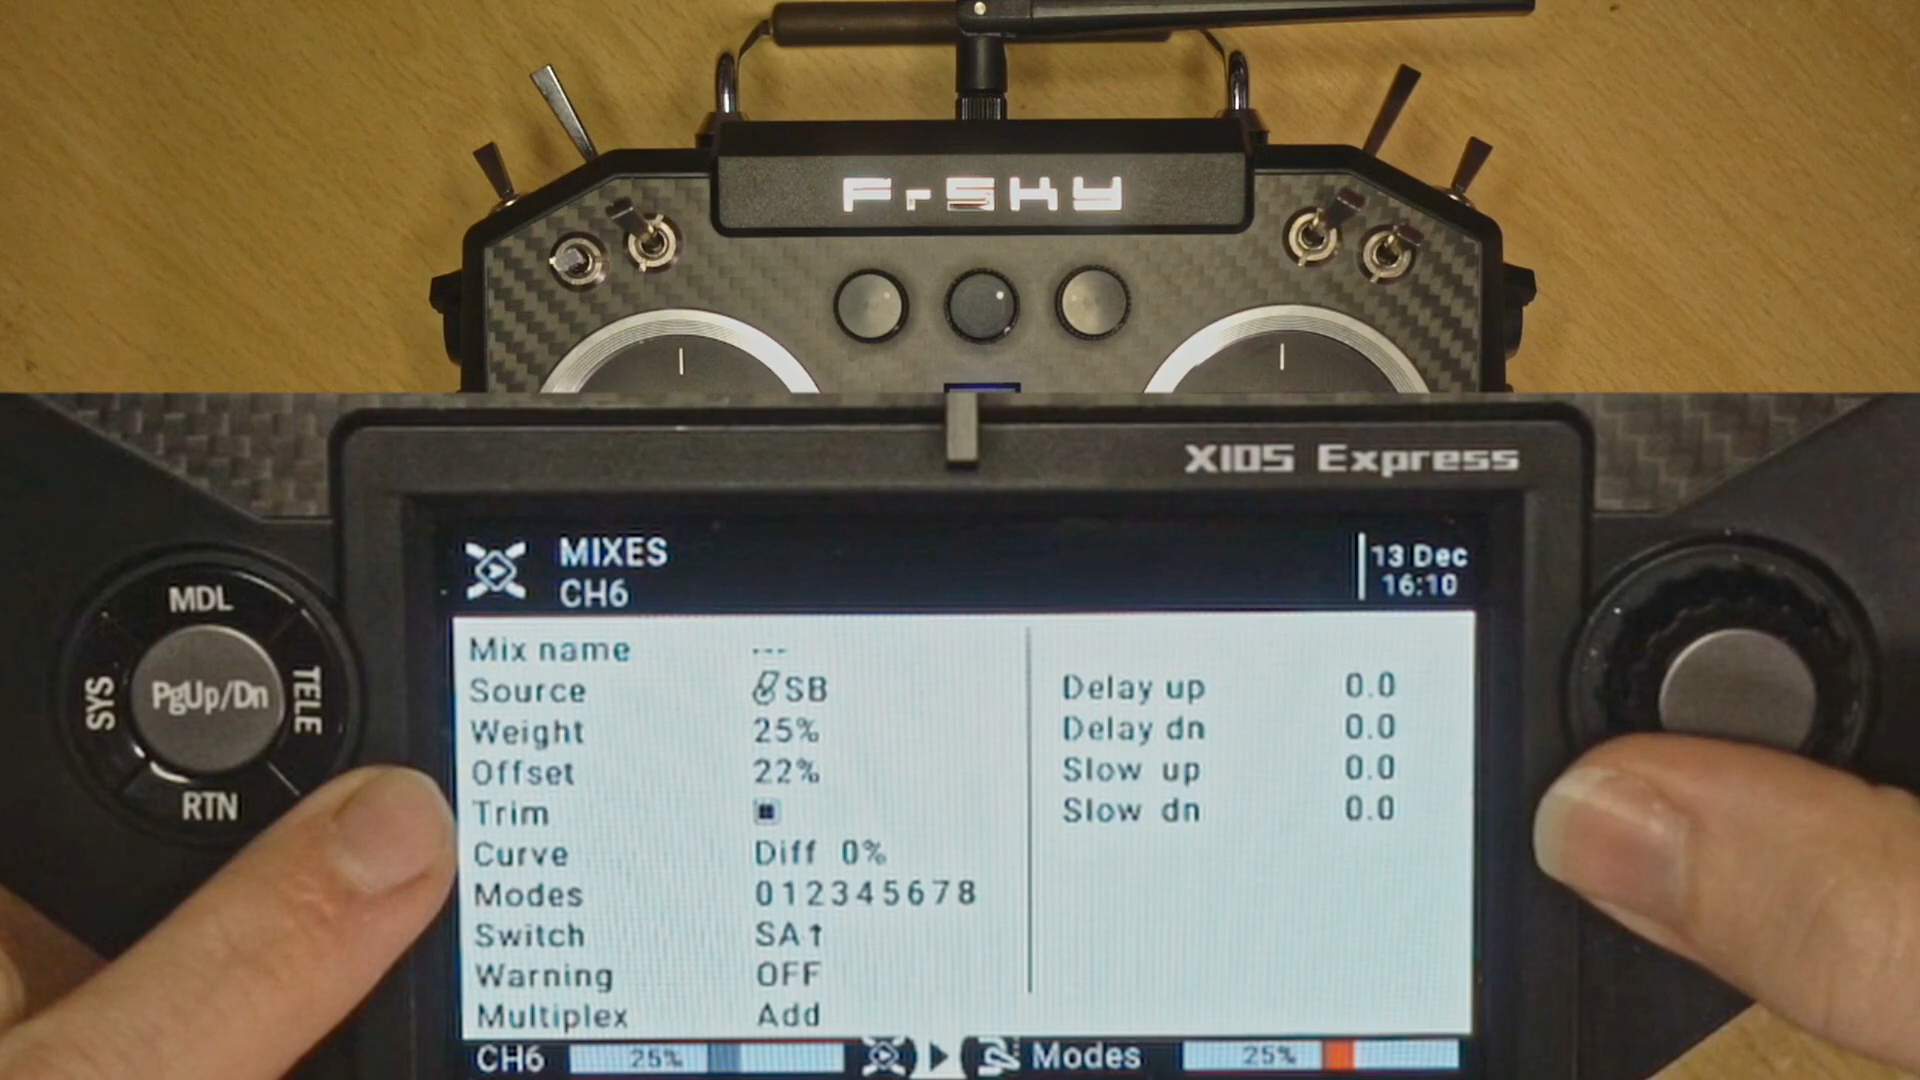 FrSKY
X10S Express
MDL
SYS
PgUp/Dn
TELE
RTN
MIXES
CH6
13 Dec
16:10
Mix name ---
Source SB
Weight 25%
Offset 22%
Trim
Curve Diff 0%
Modes 012345678
Switch SA↑
Warning OFF
Multiplex Add
Delay up 0.0
Delay dn 0.0
Slow up 0.0
Slow dn 0.0
CH6 25% Modes 25%